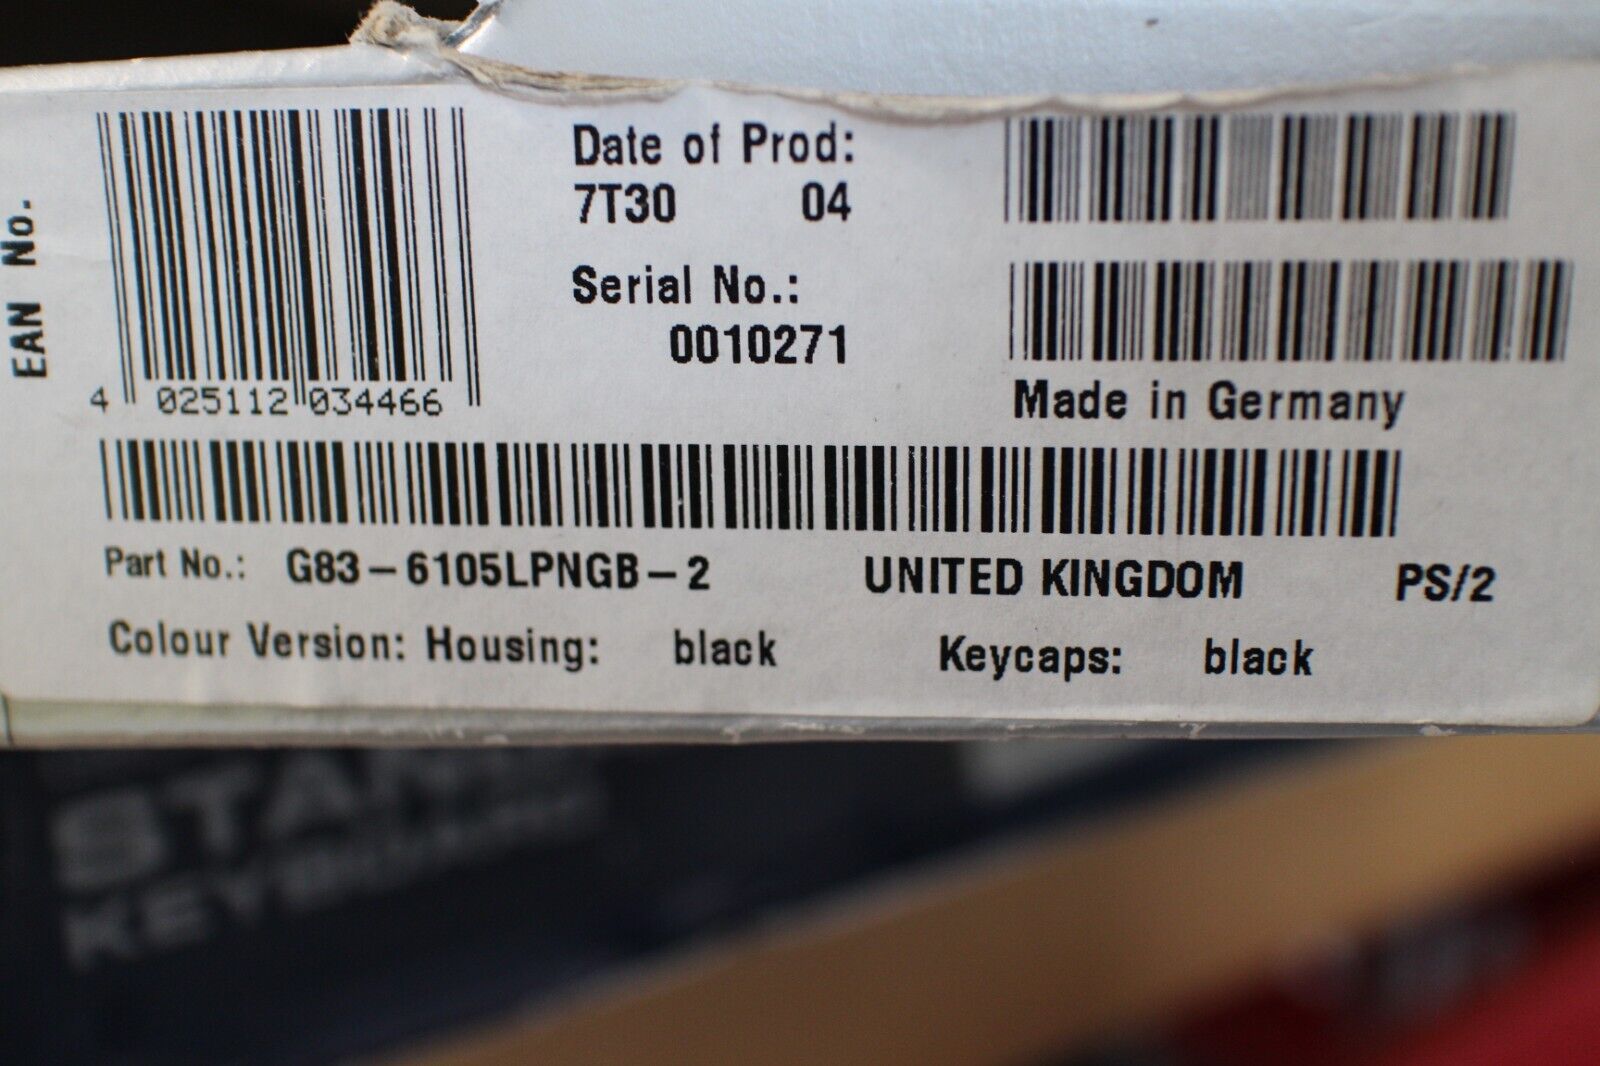 EAN No.
4 025112 034466
Date of Prod:
7T30 04
Serial No.:
0010271
Made in Germany
Part No.: G83-6105LPNGB-2 UNITED KINGDOM PS/2
Colour Version: Housing: black Keycaps: black
KEYBOARD